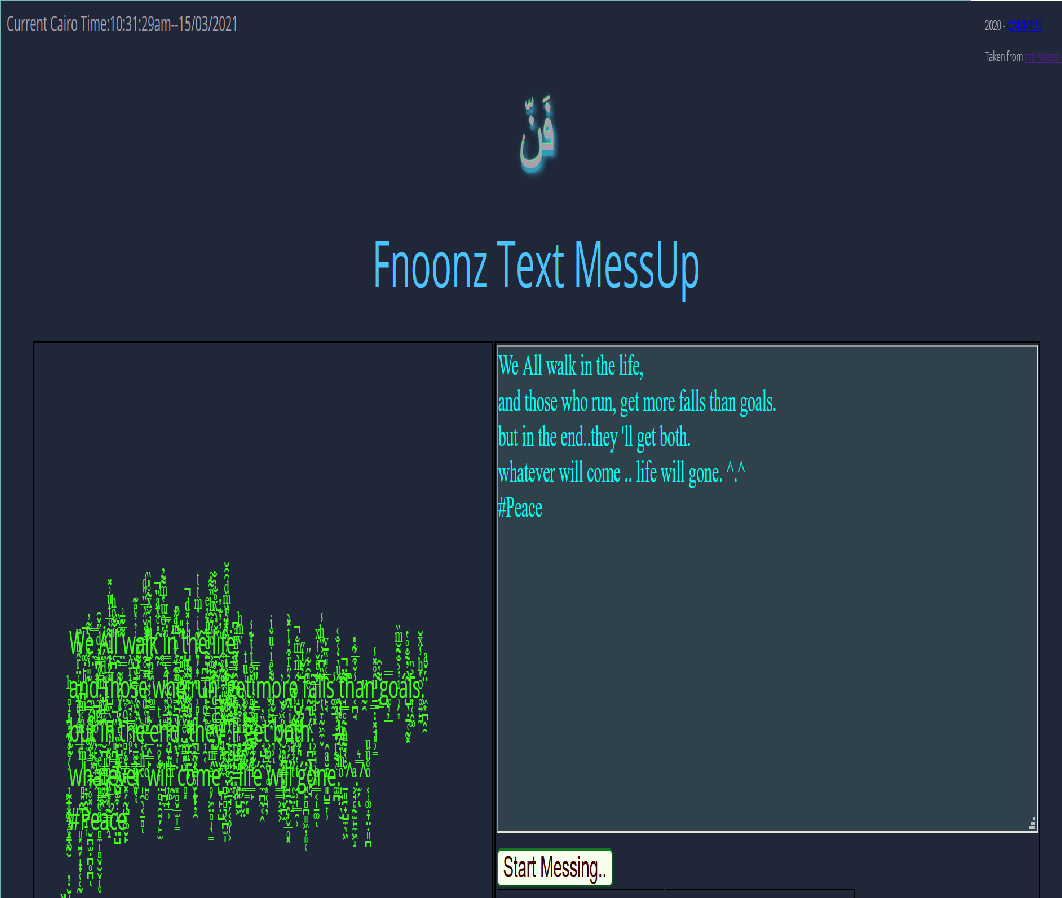 Current Cairo Time:10:31:29am--15/03/2021
2020 -
Taken from
فَنِّ
Fnoonz Text MessUp
We All walk in the life,
and those who run, get more falls than goals.
but in the end..they 'll get both.
whatever will come .. life will gone. ^.^
#Peace
We All walk in the life,
and those who run, get more falls than goals.
but in the end..they 'll get both.
whatever will come .. life will gone. ^.^
#Peace
Start Messing..